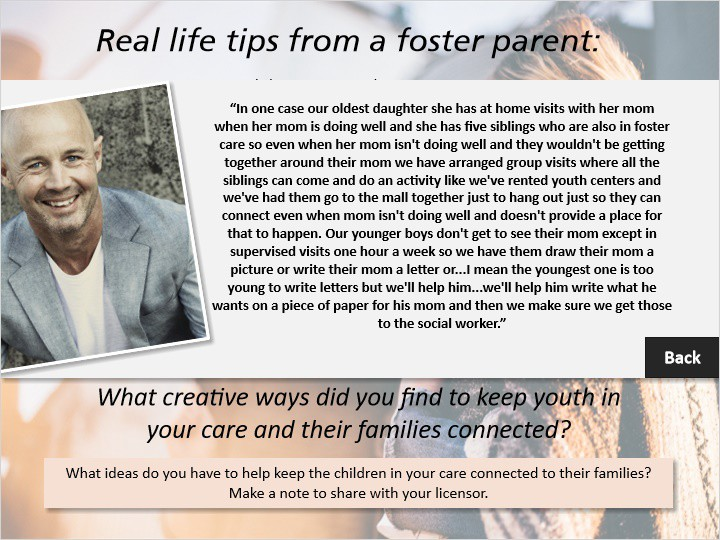 Real life tips from a foster parent:
“In one case our oldest daughter she has at home visits with her mom
when her mom is doing well and she has five siblings who are also in foster
care so even when her mom isn't doing well and they wouldn't be getting
together around their mom we have arranged group visits where all the
siblings can come and do an activity like we've rented youth centers and
we've had them go to the mall together just to hang out just so they can
connect even when mom isn't doing well and doesn't provide a place for
that to happen. Our younger boys don't get to see their mom except in
supervised visits one hour a week so we have them draw their mom a
picture or write their mom a letter or...I mean the youngest one is too
young to write letters but we'll help him...we'll help him write what he
wants on a piece of paper for his mom and then we make sure we get those
to the social worker.”
Back
What creative ways did you find to keep youth in
your care and their families connected?
What ideas do you have to help keep the children in your care connected to their families?
Make a note to share with your licensor.